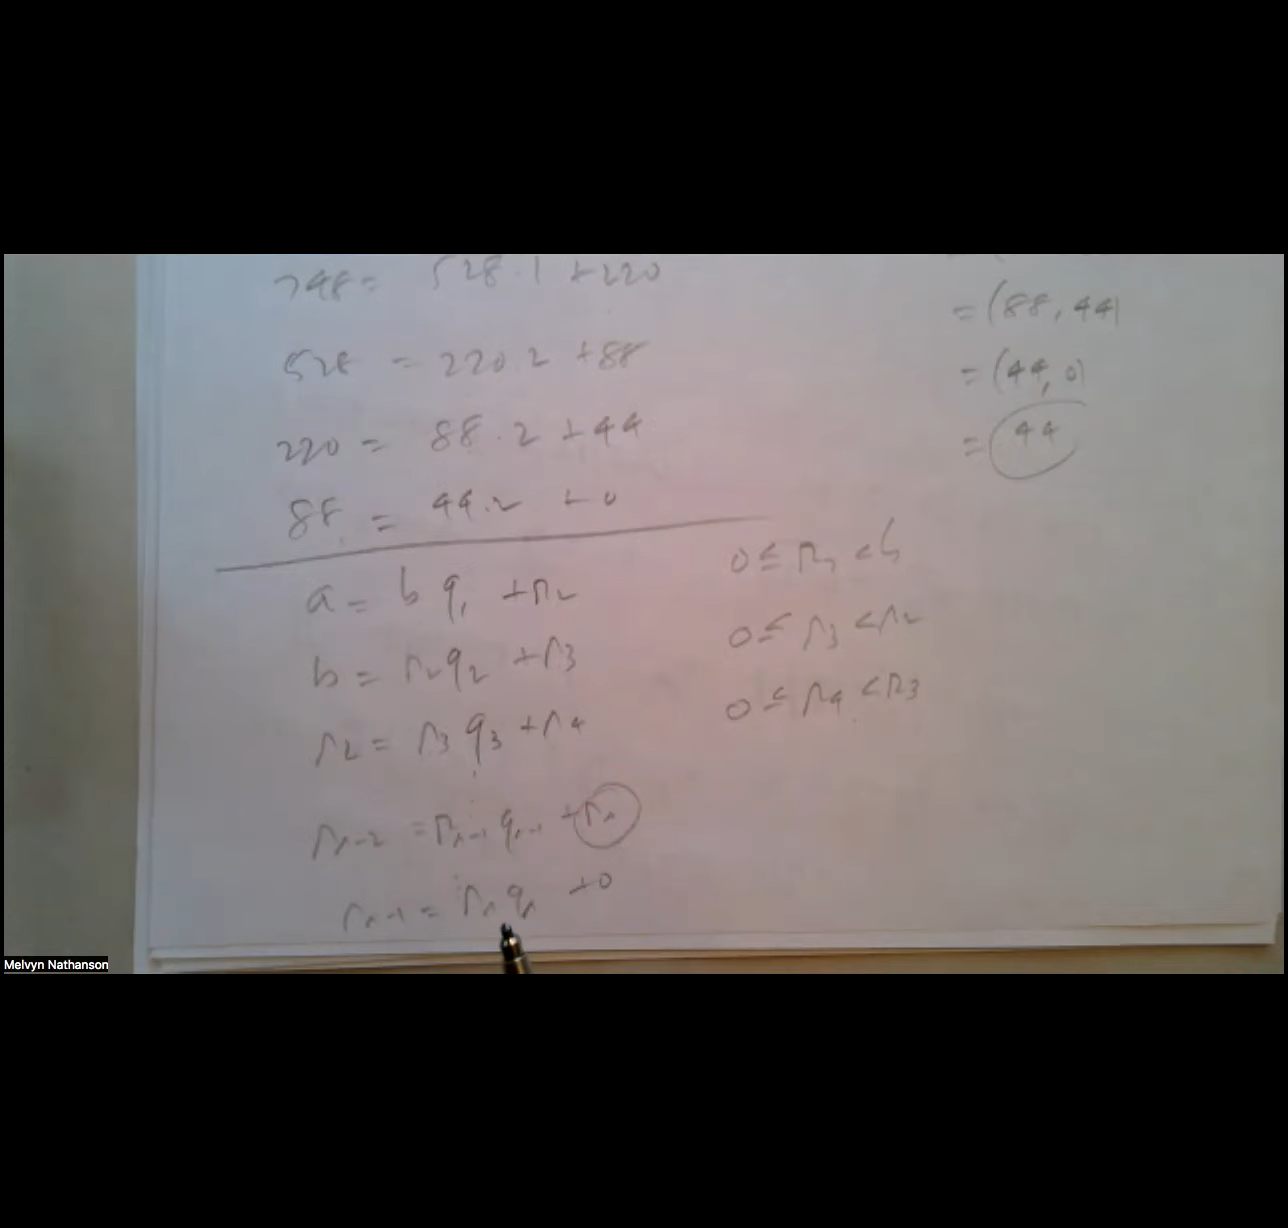 748 = 528.1 + 220
528 = 220.2 + 88
220 = 88.2 + 44
88 = 44.2 + 0
= (88, 44)
= (44, 0)
= 44
a = b q₁ + r₂
b = r₂ q₂ + r₃
r₂ = r₃ q₃ + r₄
rₙ₋₂ = rₙ₋₁ qₙ₋₁ + rₙ
rₙ₋₁ = rₙ qₙ + 0
0 ≤ r₂ < b
0 ≤ r₃ < r₂
0 ≤ r₄ < r₃
Melvyn Nathanson